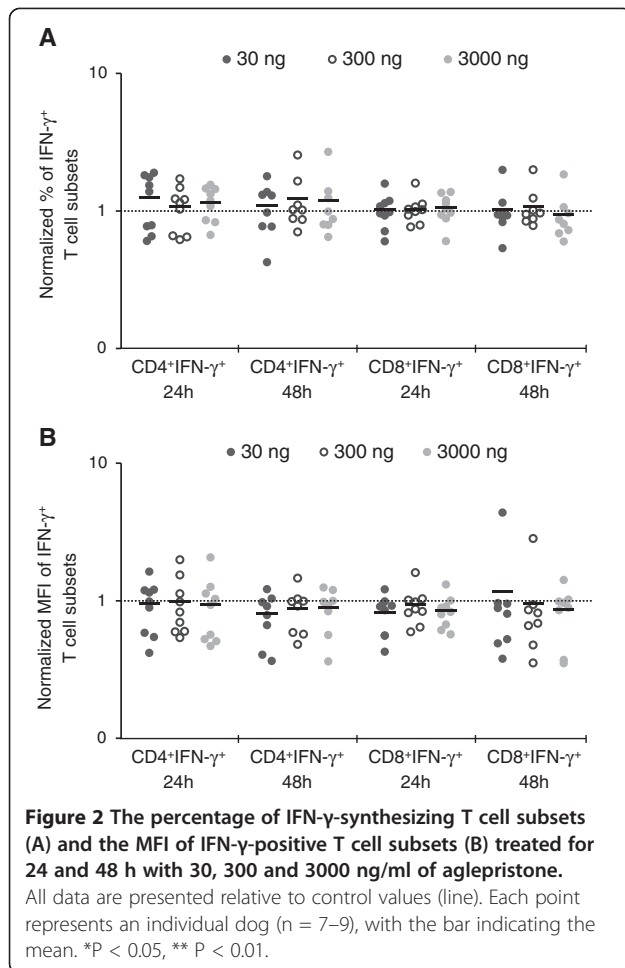 A
● 30 ng ○ 300 ng ● 3000 ng
Normalized % of IFN-γ⁺
T cell subsets
10
1
0
CD4⁺IFN-γ⁺ CD4⁺IFN-γ⁺ CD8⁺IFN-γ⁺ CD8⁺IFN-γ⁺
24h 48h 24h 48h
B
● 30 ng ○ 300 ng ● 3000 ng
Normalized MFI of IFN-γ⁺
T cell subsets
10
1
0
CD4⁺IFN-γ⁺ CD4⁺IFN-γ⁺ CD8⁺IFN-γ⁺ CD8⁺IFN-γ⁺
24h 48h 24h 48h
Figure 2 The percentage of IFN-γ-synthesizing T cell subsets
(A) and the MFI of IFN-γ-positive T cell subsets (B) treated for
24 and 48 h with 30, 300 and 3000 ng/ml of aglepristone.
All data are presented relative to control values (line). Each point
represents an individual dog (n = 7–9), with the bar indicating the
mean. *P < 0.05, ** P < 0.01.